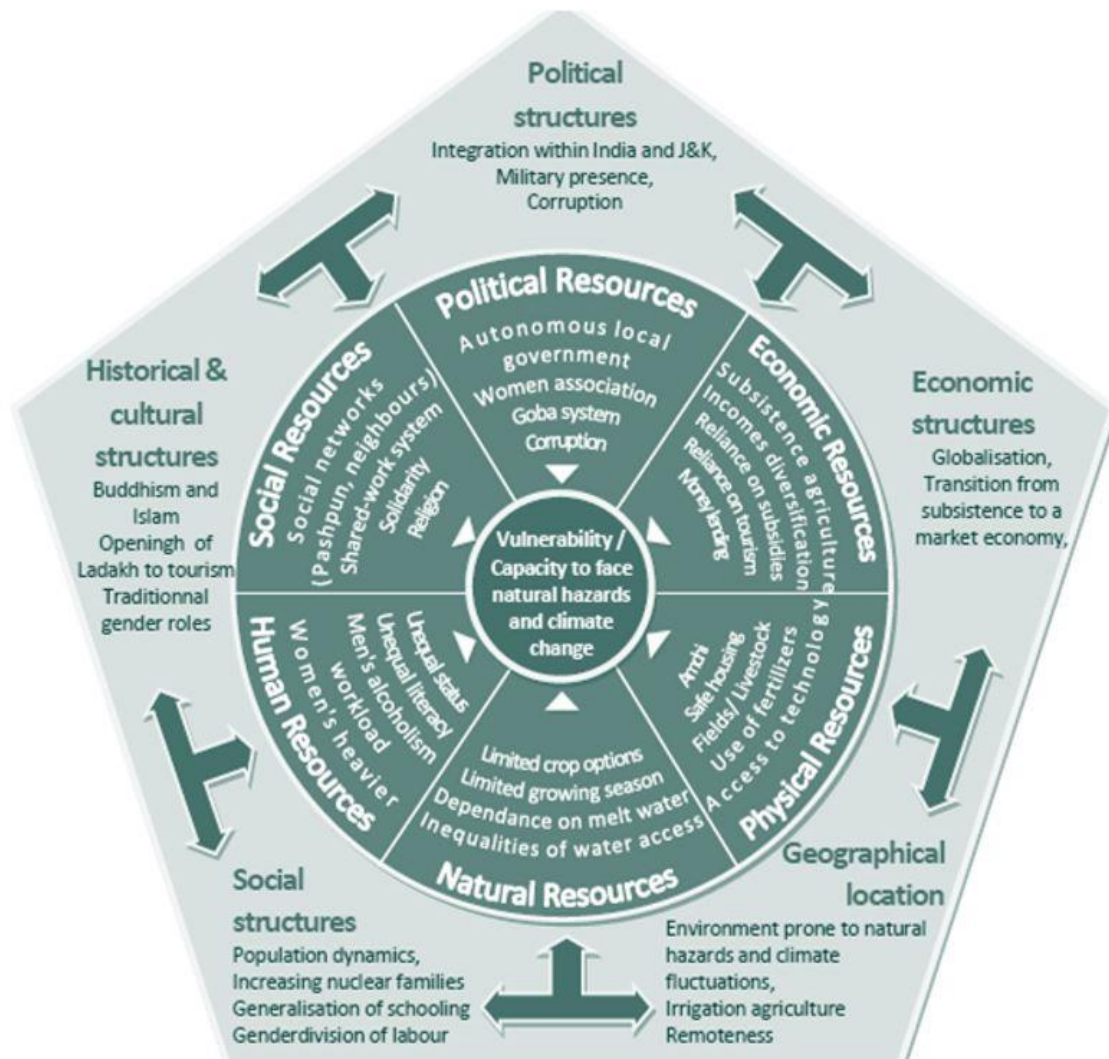 Political
structures
Integration within India and J&K,
Military presence,
Corruption
Historical &
cultural
structures
Buddhism and
Islam
Openingh of
Ladakh to tourism
Traditionnal
gender roles
Economic
structures
Globalisation,
Transition from
subsistence to a
market economy,
Political Resources
Autonomous local
government
Women association
Goba system
Corruption
Economic Resources
Subsistence agriculture
Incomes diversification
Reliance on subsidies
Reliance on tourism
Money lending
Social Resources
Social networks
(Pashpun, neighbours)
Shared-work system
Solidarity
Religion
Vulnerability /
Capacity to face
natural hazards
and climate
change
Human Resources
Women's heavier
workload
Men's alcoholism
Unequal literacy
Unequal status
Physical Resources
Access to technology
Use of fertilizers
Fields/ Livestock
Safe housing
Amchi
Limited crop options
Limited growing season
Dependance on melt water
Inequalities of water access
Natural Resources
Social
structures
Population dynamics,
Increasing nuclear families
Generalisation of schooling
Genderdivision of labour
Geographical
location
Environment prone to natural
hazards and climate
fluctuations,
Irrigation agriculture
Remoteness